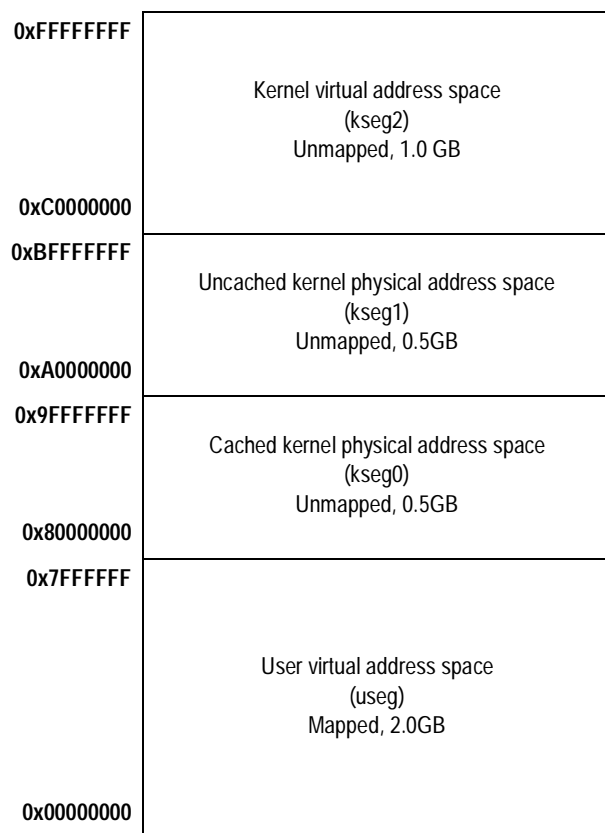 0xFFFFFFFF
Kernel virtual address space
(kseg2)
Unmapped, 1.0 GB
0xC0000000
0xBFFFFFFF
Uncached kernel physical address space
(kseg1)
Unmapped, 0.5GB
0xA0000000
0x9FFFFFFF
Cached kernel physical address space
(kseg0)
Unmapped, 0.5GB
0x80000000
0x7FFFFFF
User virtual address space
(useg)
Mapped, 2.0GB
0x00000000